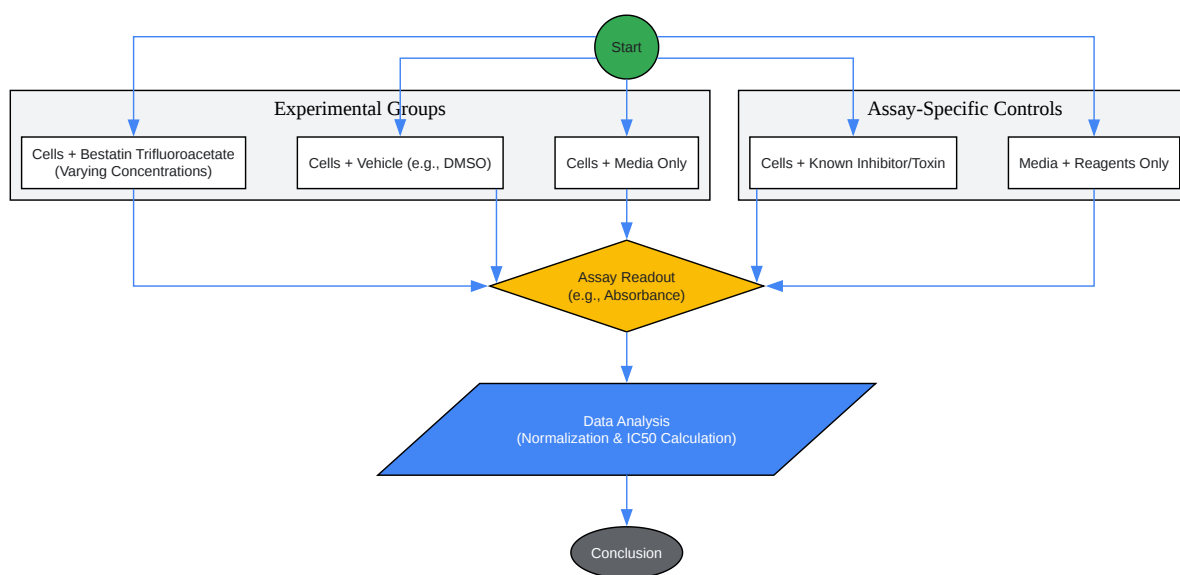 Start
Experimental Groups
Assay-Specific Controls
Cells + Bestatin Trifluoroacetate
(Varying Concentrations)
Cells + Vehicle (e.g., DMSO)
Cells + Media Only
Cells + Known Inhibitor/Toxin
Media + Reagents Only
Assay Readout
(e.g., Absorbance)
Data Analysis
(Normalization & IC50 Calculation)
Conclusion